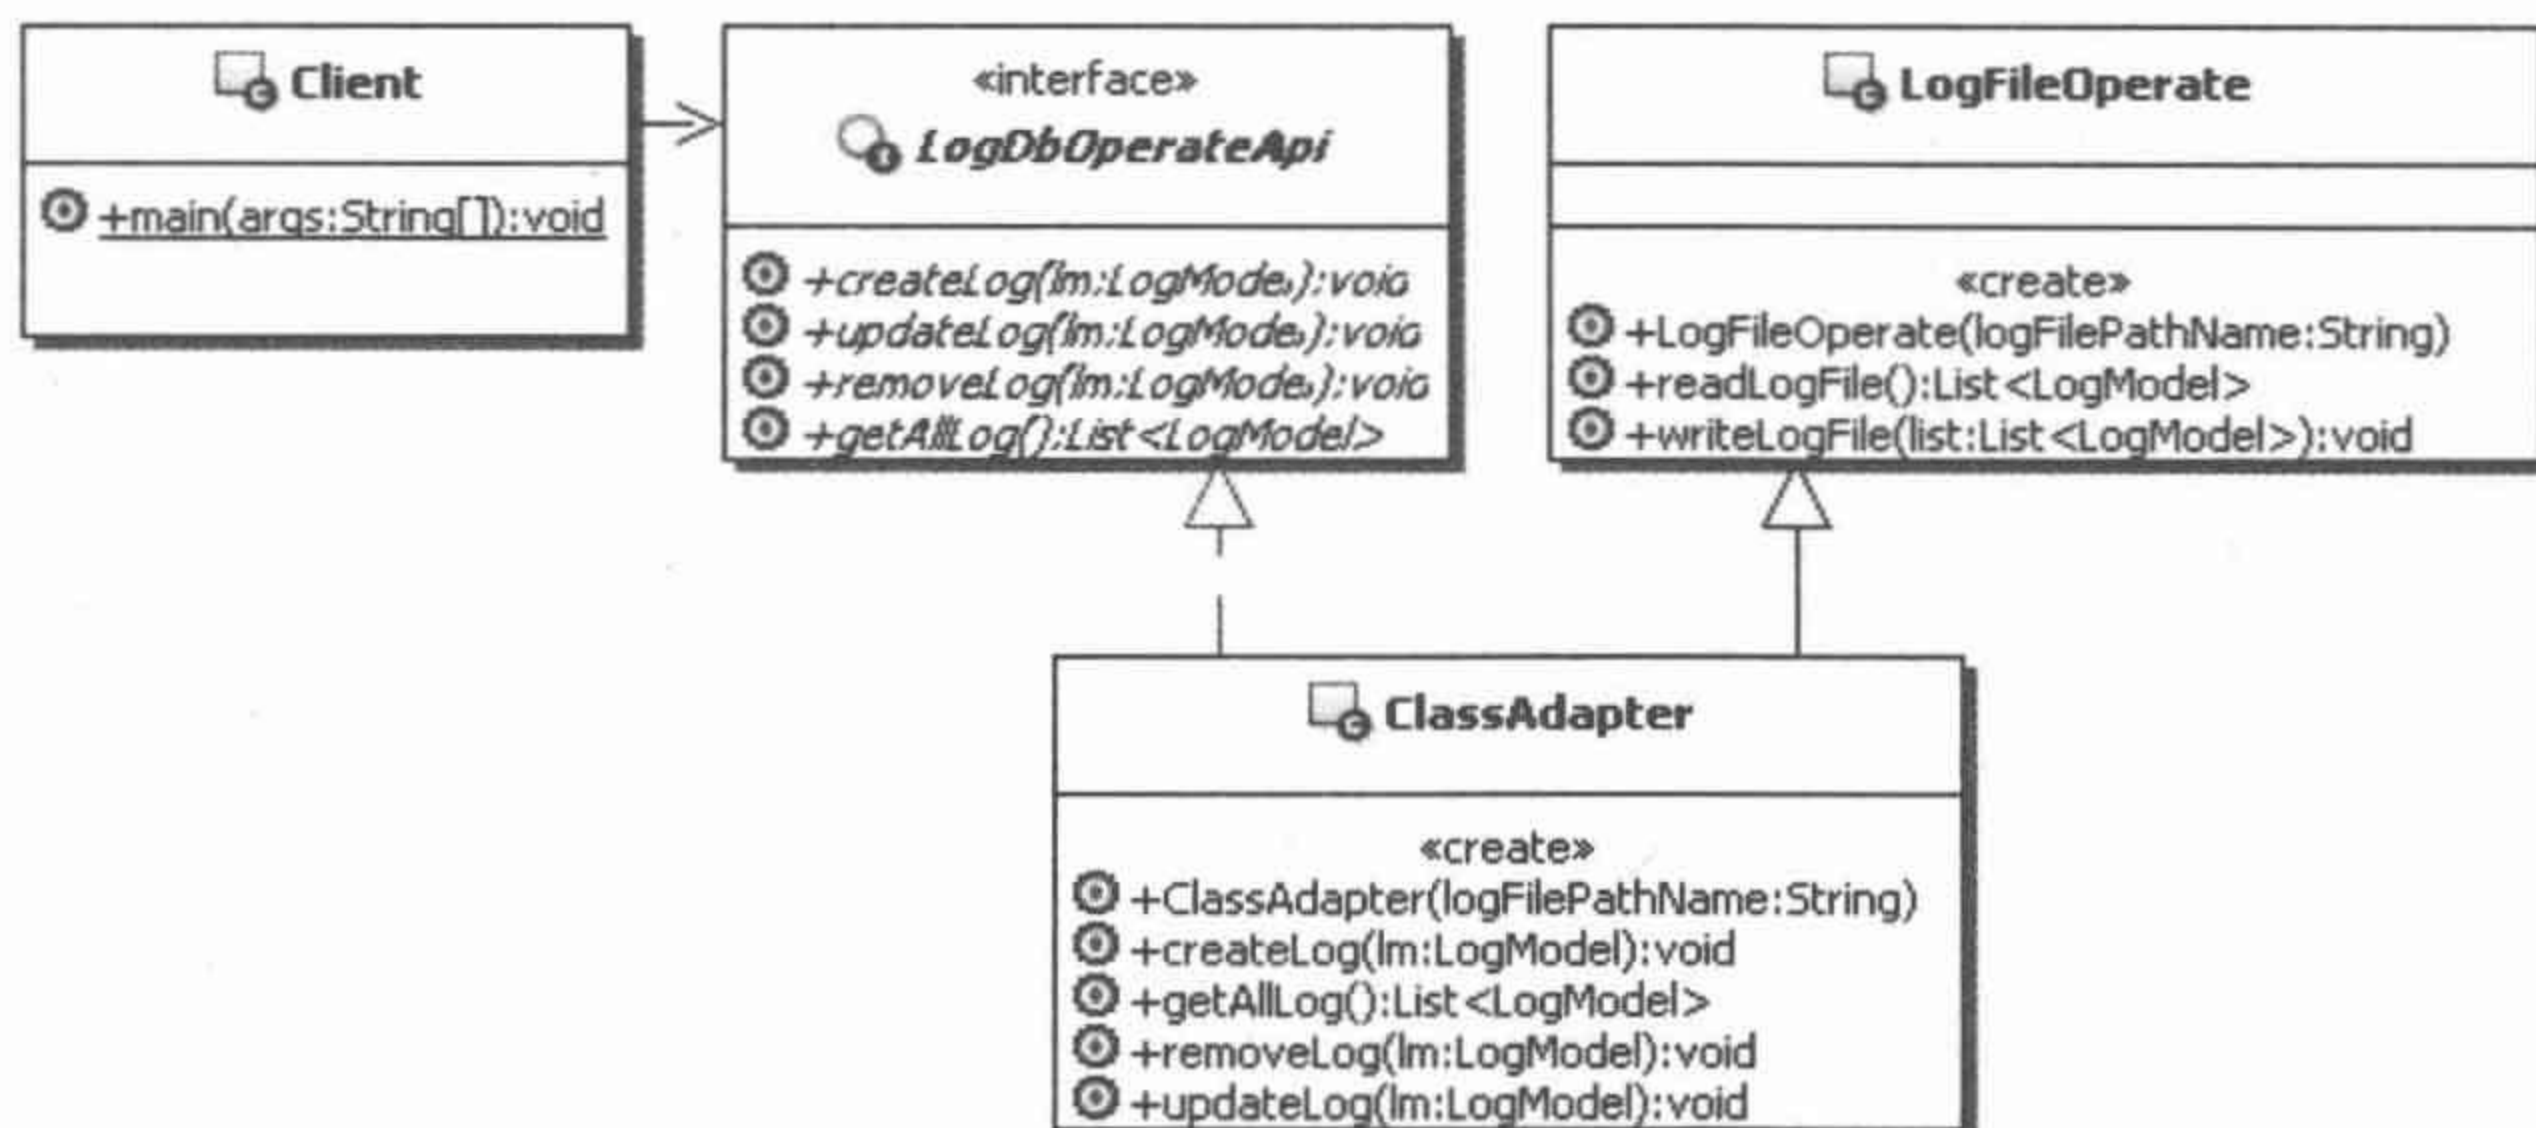 Client
+main(args:String[]):void
«interface»
LogDbOperateApi
+createLog(lm:LogModel):void
+updateLog(lm:LogModel):void
+removeLog(lm:LogModel):void
+getAllLog():List<LogModel>
LogFileOperate
«create»
+LogFileOperate(logFilePathName:String)
+readLogFile():List<LogModel>
+writeLogFile(list:List<LogModel>):void
ClassAdapter
«create»
+ClassAdapter(logFilePathName:String)
+createLog(lm:LogModel):void
+getAllLog():List<LogModel>
+removeLog(lm:LogModel):void
+updateLog(lm:LogModel):void